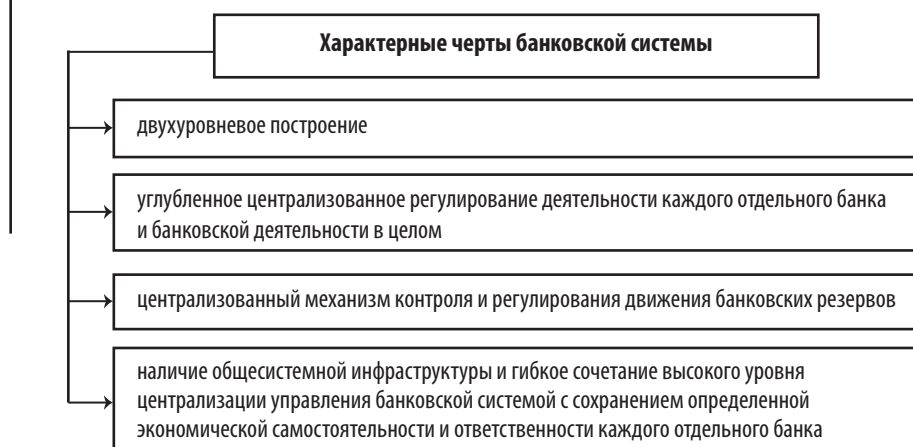 Характерные черты банковской системы
двухуровневое построение
углубленное централизованное регулирование деятельности каждого отдельного банка
и банковской деятельности в целом
централизованный механизм контроля и регулирования движения банковских резервов
наличие общесистемной инфраструктуры и гибкое сочетание высокого уровня
централизации управления банковской системой с сохранением определенной
экономической самостоятельности и ответственности каждого отдельного банка